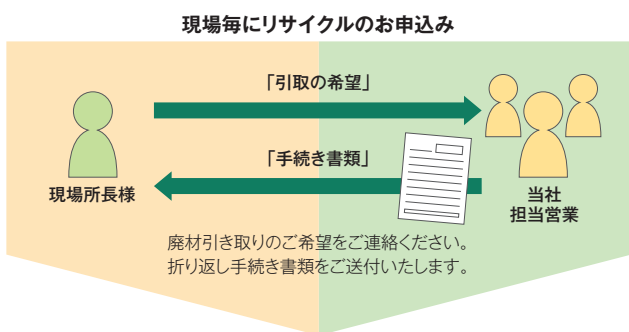 現場毎にリサイクルのお申込み
「引取の希望」
「手続き書類」
現場所長様
当社
担当営業
廃材引き取りのご希望をご連絡ください。
折り返し手続き書類をご送付いたします。